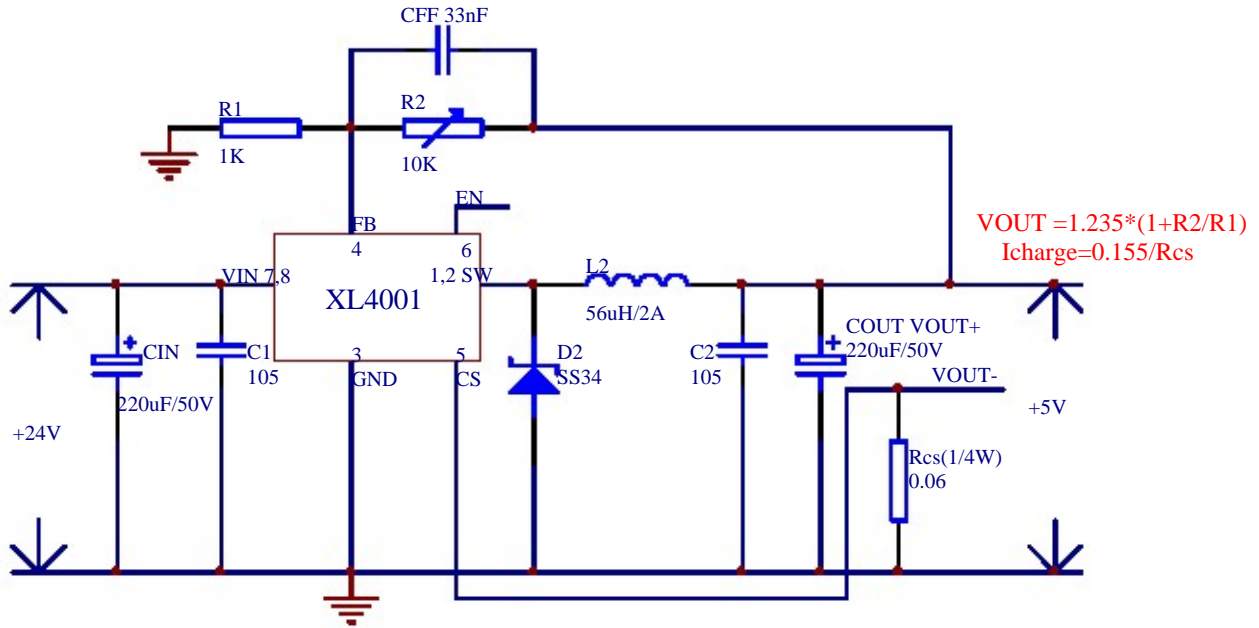 CFF 33nF
R1
R2
1K
10K
EN
FB
4
6
VOUT =1.235*(1+R2/R1)
Icharge=0.155/Rcs
VIN 7,8
1,2 SW
L2
XL4001
56uH/2A
CIN
C1
105
3
5
GND
CS
D2
SS34
C2
105
COUT VOUT+
220uF/50V
VOUT-
220uF/50V
+5V
+24V
Rcs(1/4W)
0.06